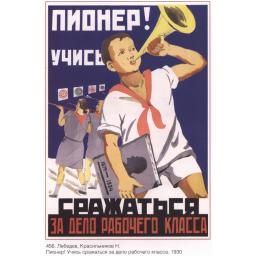 ПИОНЕР!
УЧИСЬ
СРАЖАТЬСЯ
ЗА ДЕЛО РАБОЧЕГО КЛАССА
456. Лебедев, Красильников Н.
Пионер! Учись сражаться за дело рабочего класса. 1930